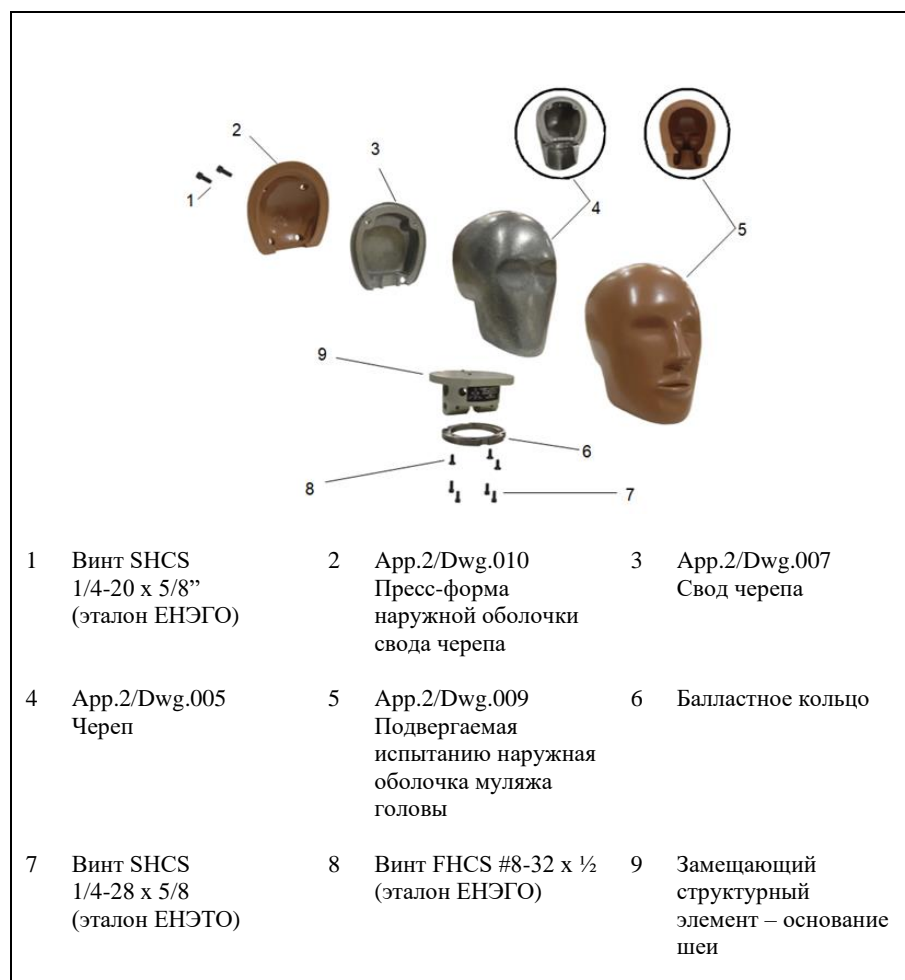 2
3
1
4
5
9
6
8
7
1 Винт SHCS
1/4-20 x 5/8”
(эталон ЕНЭГО)
2 App.2/Dwg.010
Пресс-форма
наружной оболочки
свода черепа
3 App.2/Dwg.007
Свод черепа
4 App.2/Dwg.005
Череп
5 App.2/Dwg.009
Подвергаемая
испытанию наружная
оболочка муляжа
головы
6 Балластное кольцо
7 Винт SHCS
1/4-28 x 5/8
(эталон ЕНЭТО)
8 Винт FHCS #8-32 x ½
(эталон ЕНЭГО)
9 Замещающий
структурный
элемент – основание
шеи